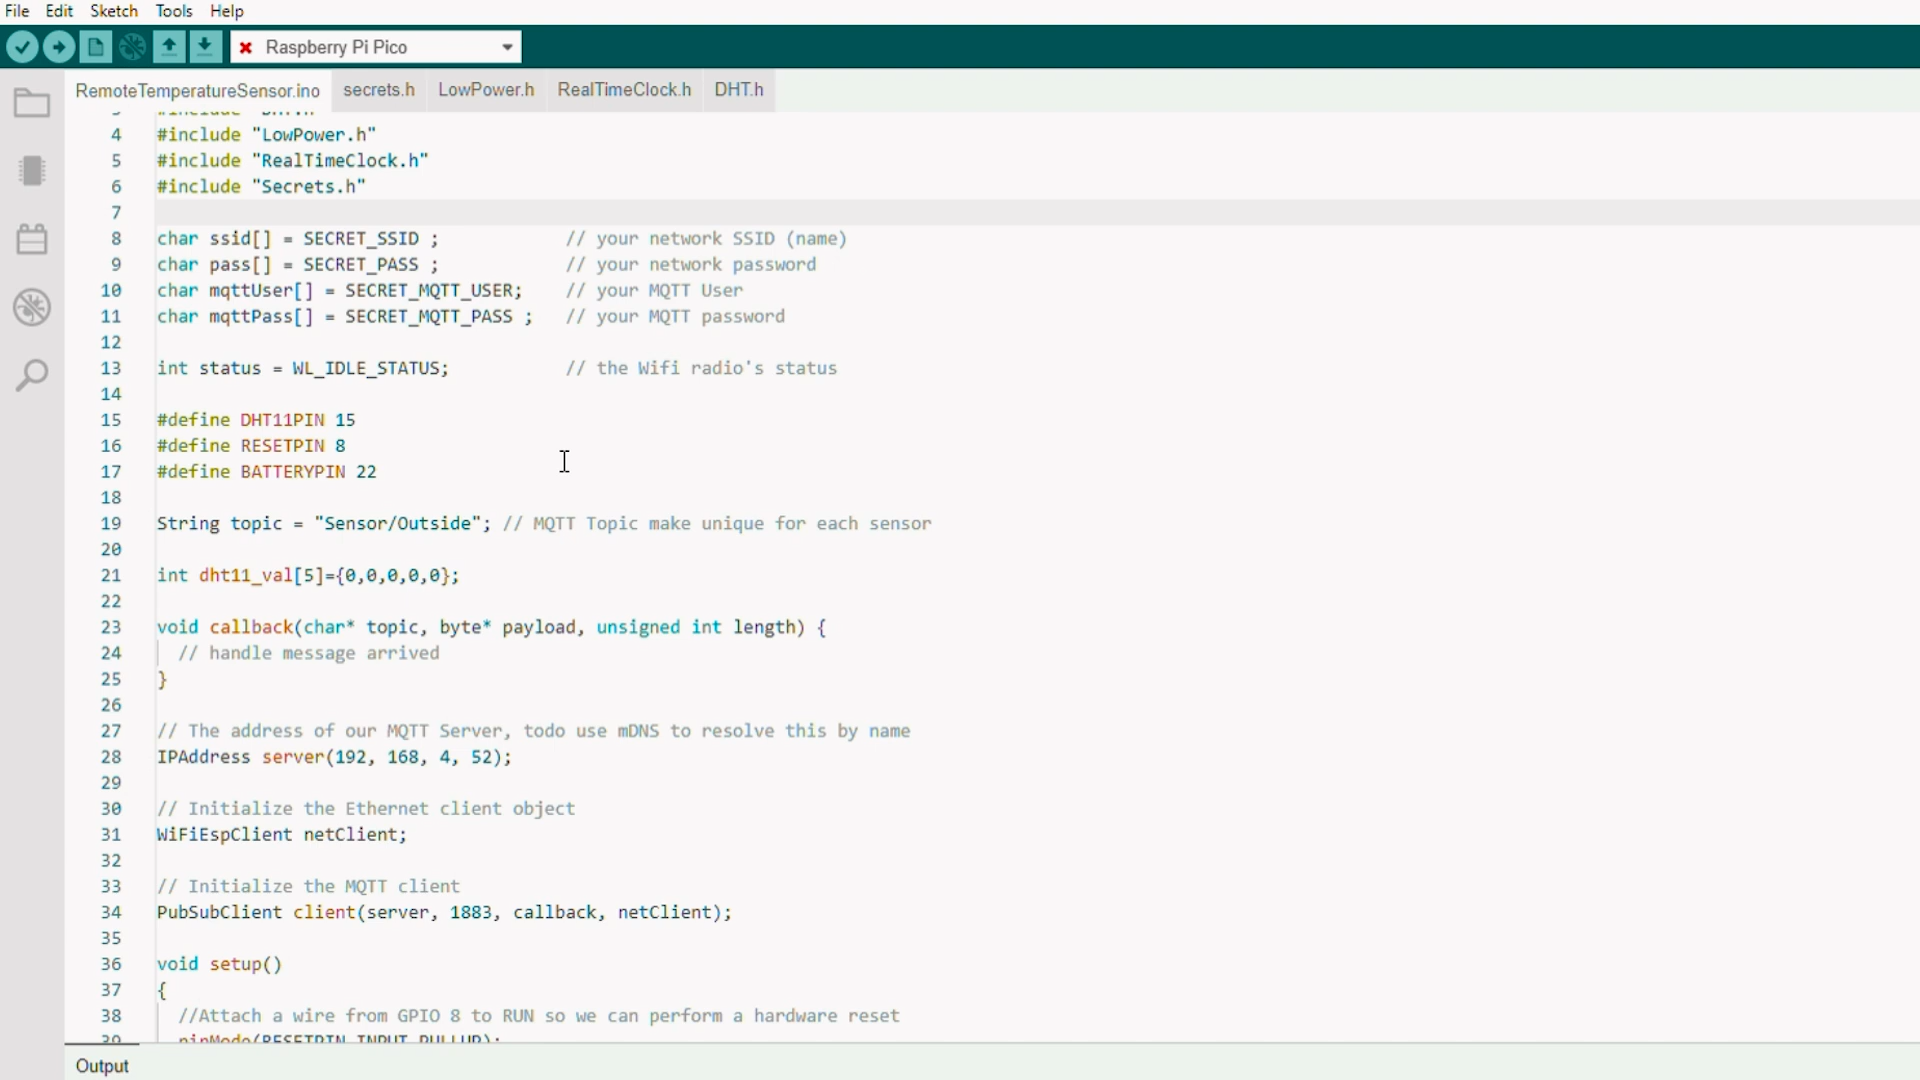 File Edit Sketch Tools Help
Raspberry Pi Pico
RemoteTemperatureSensor.ino secrets.h LowPower.h RealTimeClock.h DHT.h
4 #include "LowPower.h"
5 #include "RealTimeClock.h"
6 #include "Secrets.h"
7
8 char ssid[] = SECRET_SSID ; // your network SSID (name)
9 char pass[] = SECRET_PASS ; // your network password
10 char mqttUser[] = SECRET_MQTT_USER; // your MQTT User
11 char mqttPass[] = SECRET_MQTT_PASS ; // your MQTT password
12
13 int status = WL_IDLE_STATUS; // the Wifi radio's status
14
15 #define DHT11PIN 15
16 #define RESETPIN 8
17 #define BATTERYPIN 22
18
19 String topic = "Sensor/Outside"; // MQTT Topic make unique for each sensor
20
21 int dht11_val[5]={0,0,0,0,0};
22
23 void callback(char* topic, byte* payload, unsigned int length) {
24 // handle message arrived
25 }
26
27 // The address of our MQTT Server, todo use mDNS to resolve this by name
28 IPAddress server(192, 168, 4, 52);
29
30 // Initialize the Ethernet client object
31 WiFiEspClient netClient;
32
33 // Initialize the MQTT client
34 PubSubClient client(server, 1883, callback, netClient);
35
36 void setup()
37 {
38 //Attach a wire from GPIO 8 to RUN so we can perform a hardware reset
39 pinMode(RESETPIN, INPUT_PULLUP);
Output